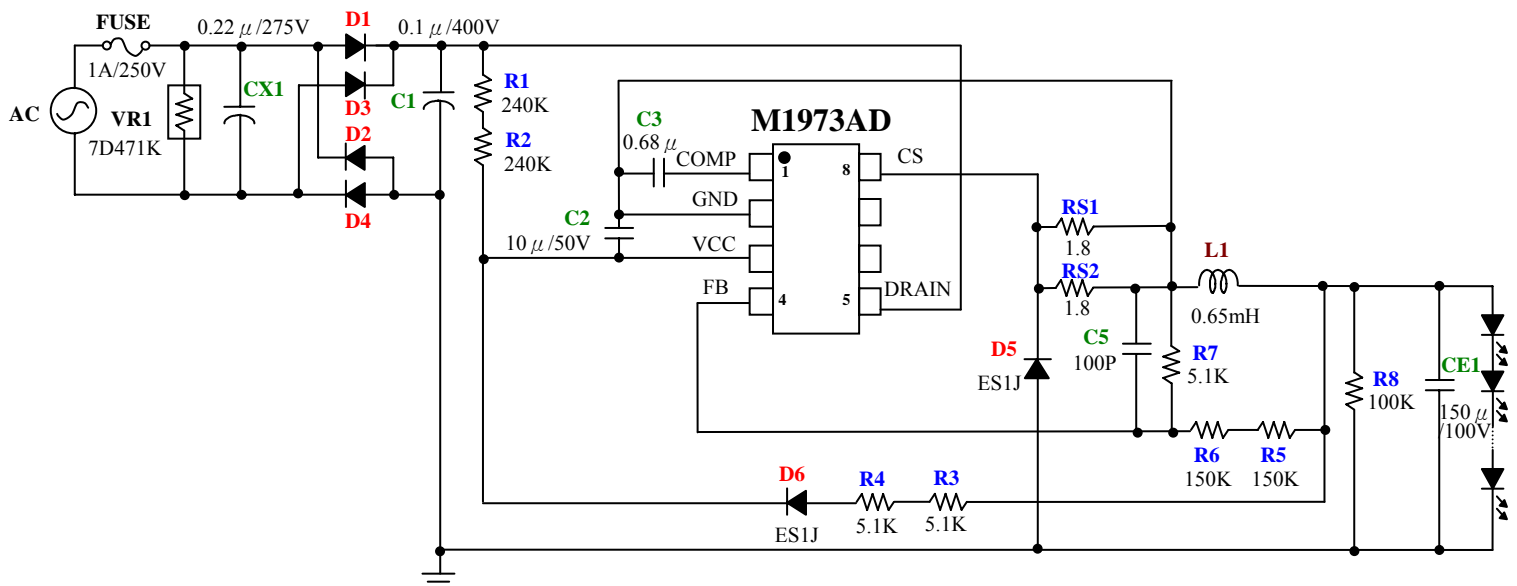 FUSE
1A/250V
AC
VR1
7D471K
0.22 μ/275V
CX1
D1
D3
D2
D4
0.1 μ/400V
C1
R1
240K
R2
240K
C3
0.68 μ
C2
10 μ/50V
M1973AD
COMP
GND
VCC
FB
1
8
4
5
CS
DRAIN
RS1
1.8
RS2
1.8
D5
ES1J
C5
100P
R7
5.1K
L1
0.65mH
R6
150K
R5
150K
R8
100K
CE1
150 μ
/100V
D6
ES1J
R4
5.1K
R3
5.1K